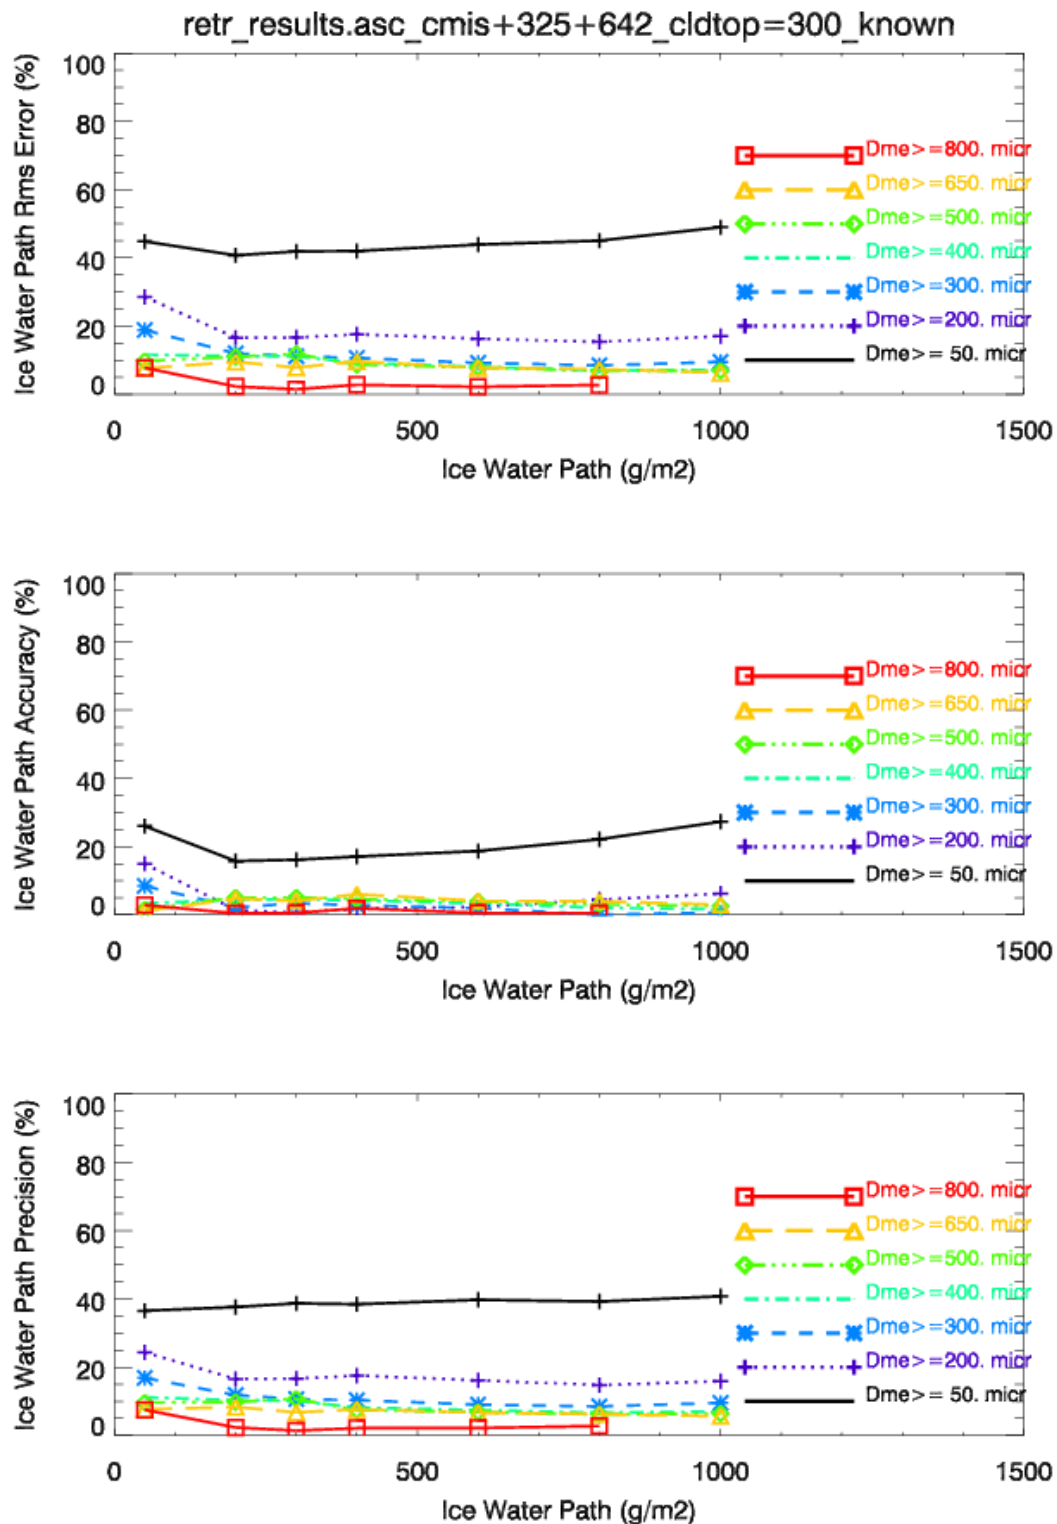 retr_results.asc_cmis+325+642_cldtop=300_known
Ice Water Path Rms Error (%)
100
80
60
40
20
0
Dme>=800. micr
Dme>=650. micr
Dme>=500. micr
Dme>=400. micr
Dme>=300. micr
Dme>=200. micr
Dme>= 50. micr
0 500 1000 1500
Ice Water Path (g/m2)
Ice Water Path Accuracy (%)
100
80
60
40
20
0
Dme>=800. micr
Dme>=650. micr
Dme>=500. micr
Dme>=400. micr
Dme>=300. micr
Dme>=200. micr
Dme>= 50. micr
0 500 1000 1500
Ice Water Path (g/m2)
Ice Water Path Precision (%)
100
80
60
40
20
0
Dme>=800. micr
Dme>=650. micr
Dme>=500. micr
Dme>=400. micr
Dme>=300. micr
Dme>=200. micr
Dme>= 50. micr
0 500 1000 1500
Ice Water Path (g/m2)